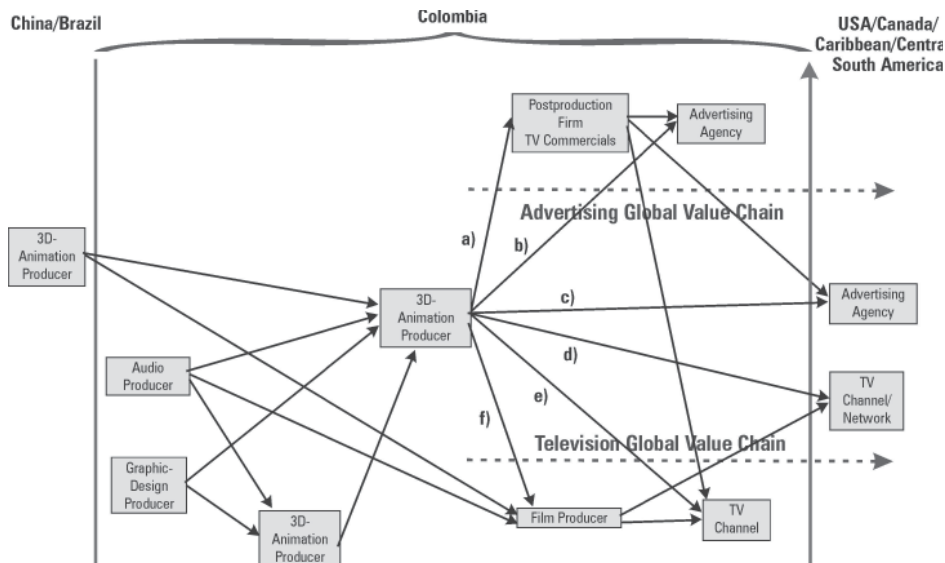 China/Brazil
Colombia
USA/Canada/
Caribbean/Centra
South America
Postproduction
Firm
TV Commercials
Advertising
Agency
Advertising Global Value Chain
a)
b)
3D-
Animation
Producer
3D-
Animation
Producer
c)
Advertising
Agency
d)
Audio
Producer
e)
TV
Channel/
Network
f)
Television Global Value Chain
Graphic-
Design
Producer
3D-
Animation
Producer
Film Producer
TV
Channel